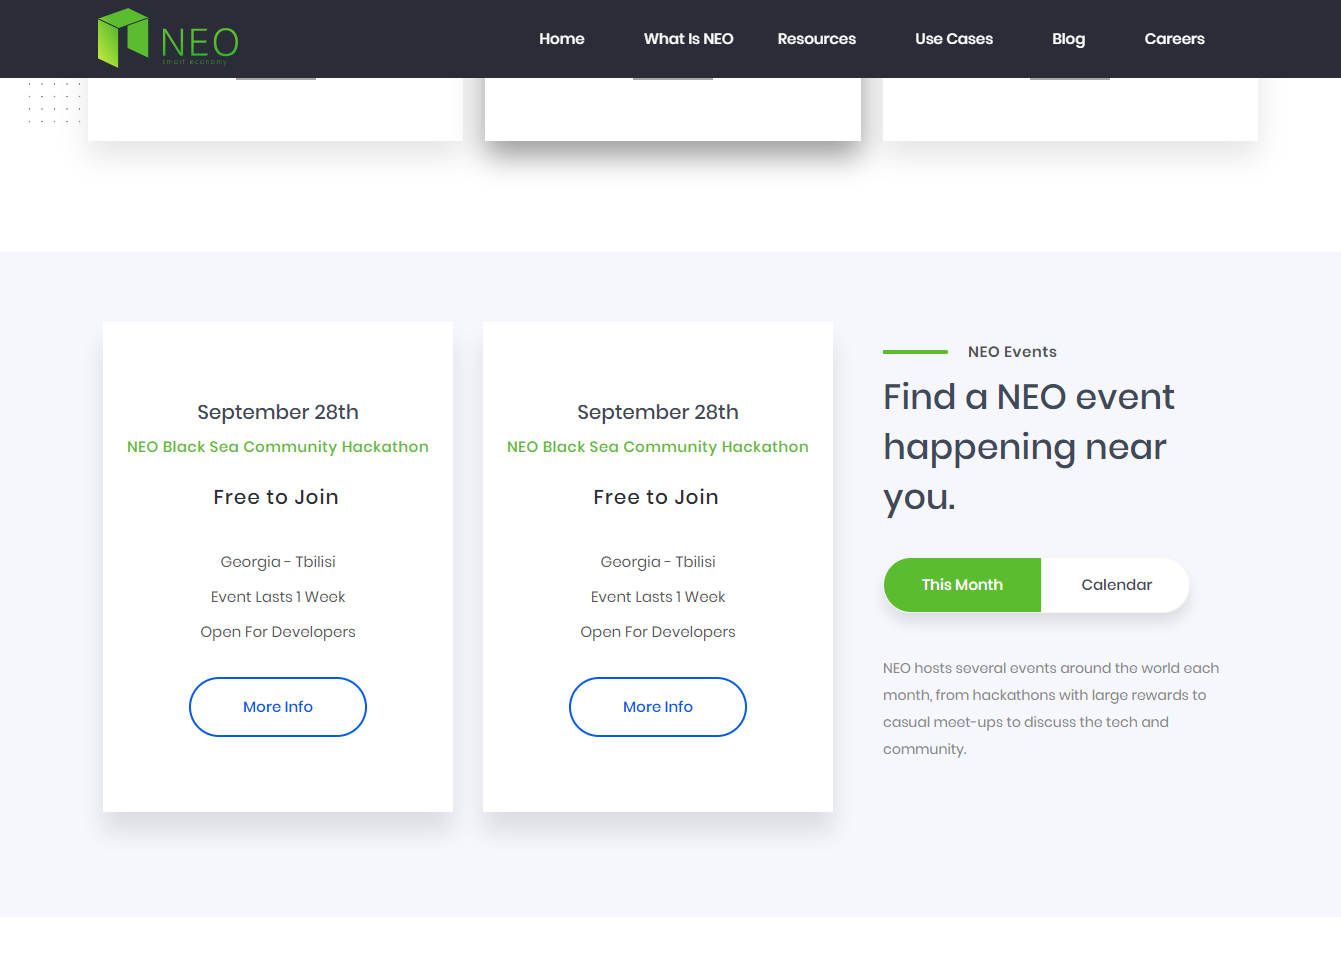 NEO
smart economy
Home
What Is NEO
Resources
Use Cases
Blog
Careers
September 28th
NEO Black Sea Community Hackathon
Free to Join
Georgia - Tbilisi
Event Lasts 1 Week
Open For Developers
More Info
September 28th
NEO Black Sea Community Hackathon
Free to Join
Georgia - Tbilisi
Event Lasts 1 Week
Open For Developers
More Info
NEO Events
Find a NEO event
happening near
you.
This Month
Calendar
NEO hosts several events around the world each
month, from hackathons with large rewards to
casual meet-ups to discuss the tech and
community.